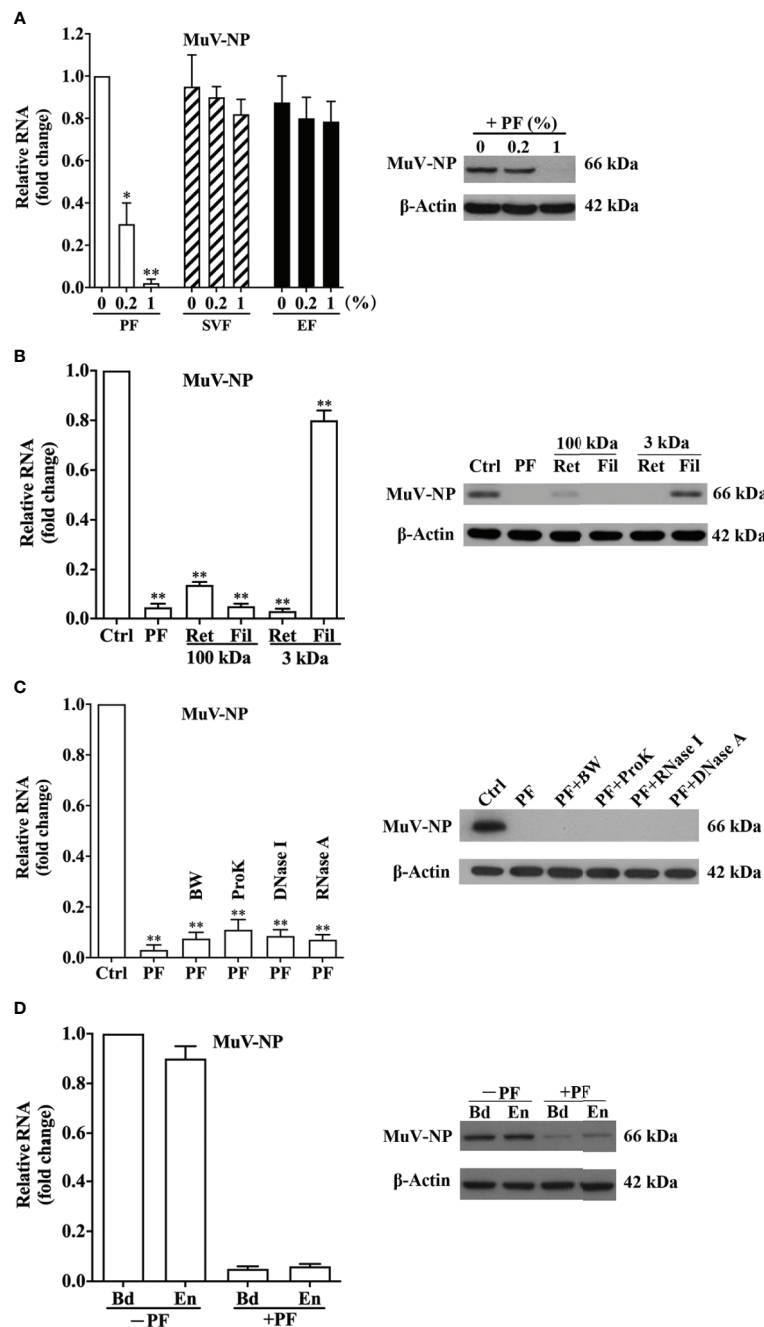 A
MuV-NP
Relative RNA
(fold change)
1.2
1.0
0.8
0.6
0.4
0.2
0.0
*
**
0 0.2 1 0 0.2 1 0 0.2 1 (%)
PF SVF EF
+ PF (%)
0 0.2 1
MuV-NP 66 kDa
β-Actin 42 kDa
B
MuV-NP
Relative RNA
(fold change)
1.0
0.8
0.6
0.4
0.2
0.0
** ** ** ** **
Ctrl PF Ret Fil Ret Fil
100 kDa 3 kDa
100 kDa 3 kDa
Ctrl PF Ret Fil Ret Fil
MuV-NP 66 kDa
β-Actin 42 kDa
C
MuV-NP
Relative RNA
(fold change)
1.0
0.8
0.6
0.4
0.2
0.1
0.0
BW ProK DNase I RNase A
** ** ** ** **
Ctrl PF PF PF PF PF
Ctrl PF PF+BW PF+ProK PF+RNase I PF+DNase A
MuV-NP 66 kDa
β-Actin 42 kDa
D
MuV-NP
Relative RNA
(fold change)
1.0
0.8
0.6
0.4
0.2
0.0
Bd En Bd En
—PF +PF
—PF +PF
Bd En Bd En
MuV-NP 66 kDa
β-Actin 42 kDa